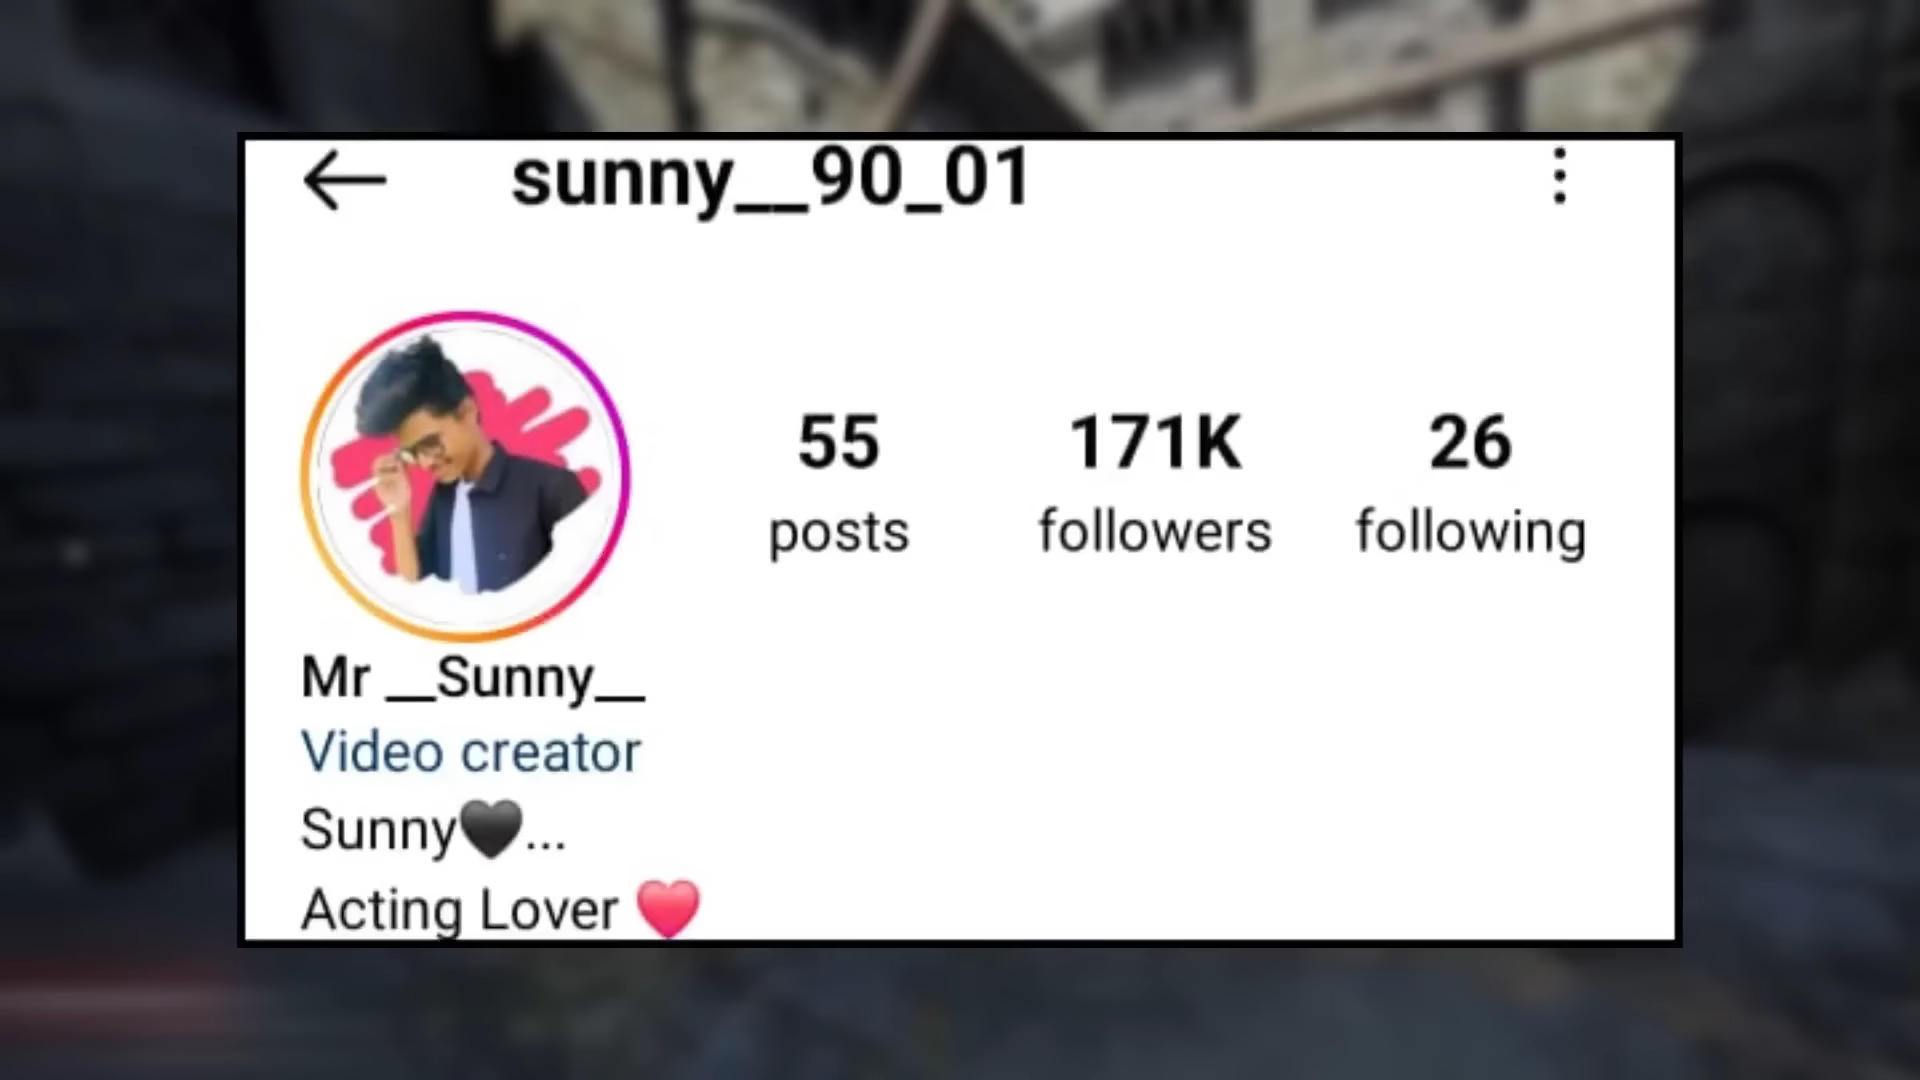 sunny__90_01
55 171K 26
posts followers following
Mr __Sunny__
Video creator
Sunny🖤...
Acting Lover ❤️